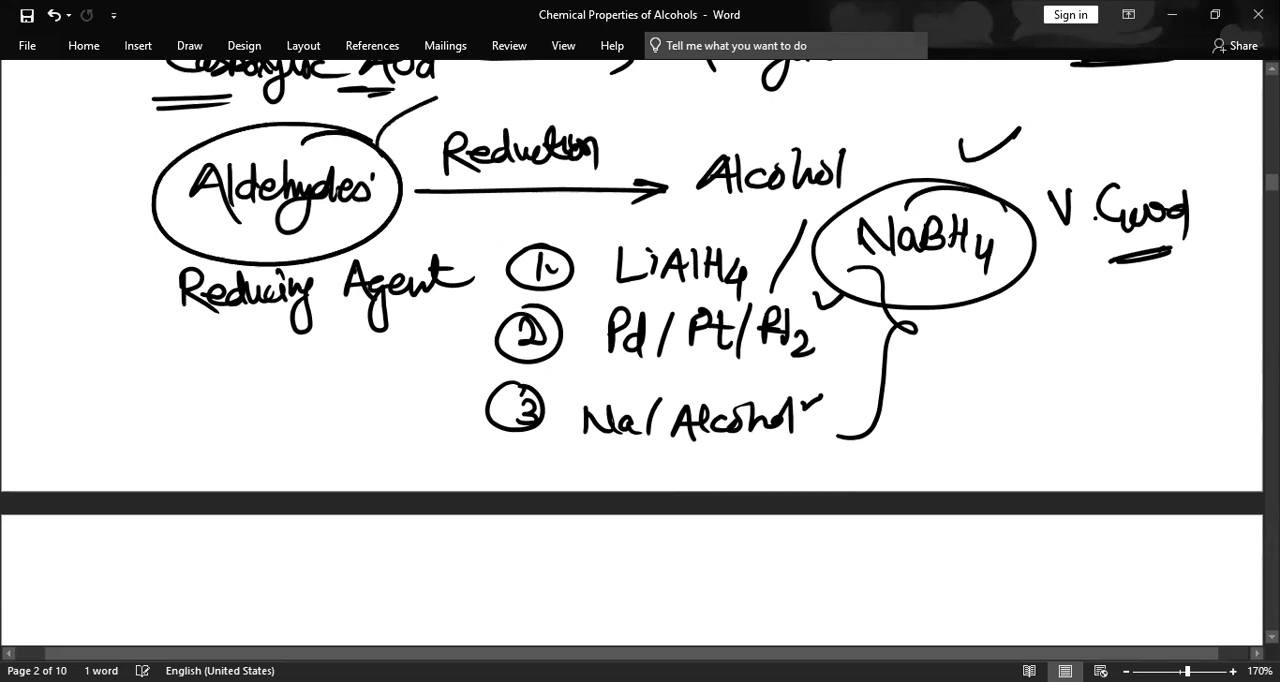 Chemical Properties of Alcohols - Word
Sign in
File Home Insert Draw Design Layout References Mailings Review View Help Tell me what you want to do Share
Acid
Aldehydes Reduction Alcohol
NaBH4 V. Good
Reducing Agent 1. LiAlH4 /
2 Pd / Pt / H2
3 Na / Alcohol
Page 2 of 10 1 word English (United States) 170%